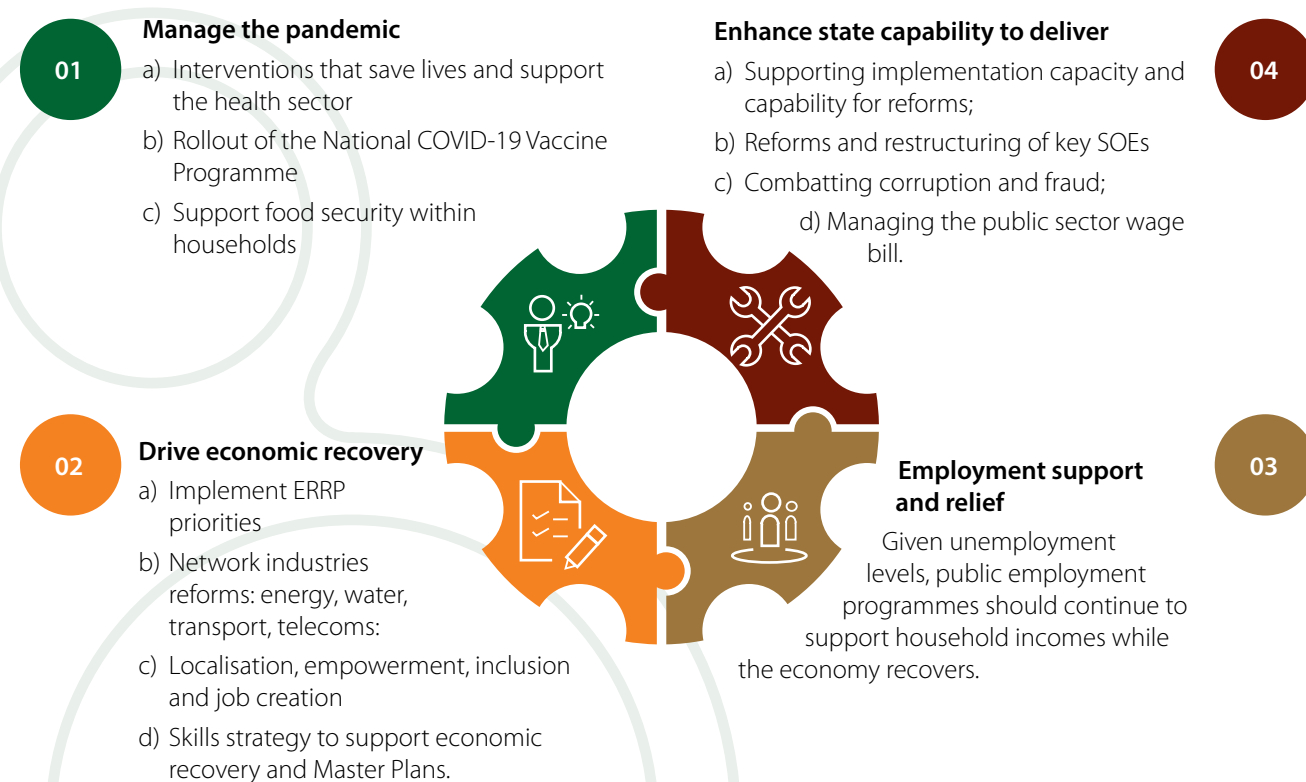 01
Manage the pandemic
a) Interventions that save lives and support
the health sector
b) Rollout of the National COVID-19 Vaccine
Programme
c) Support food security within
households
02
Drive economic recovery
a) Implement ERRP
priorities
b) Network industries
reforms: energy, water,
transport, telecoms:
c) Localisation, empowerment, inclusion
and job creation
d) Skills strategy to support economic
recovery and Master Plans.
03
Employment support
and relief
Given unemployment
levels, public employment
programmes should continue to
support household incomes while
the economy recovers.
04
Enhance state capability to deliver
a) Supporting implementation capacity and
capability for reforms;
b) Reforms and restructuring of key SOEs
c) Combatting corruption and fraud;
d) Managing the public sector wage
bill.